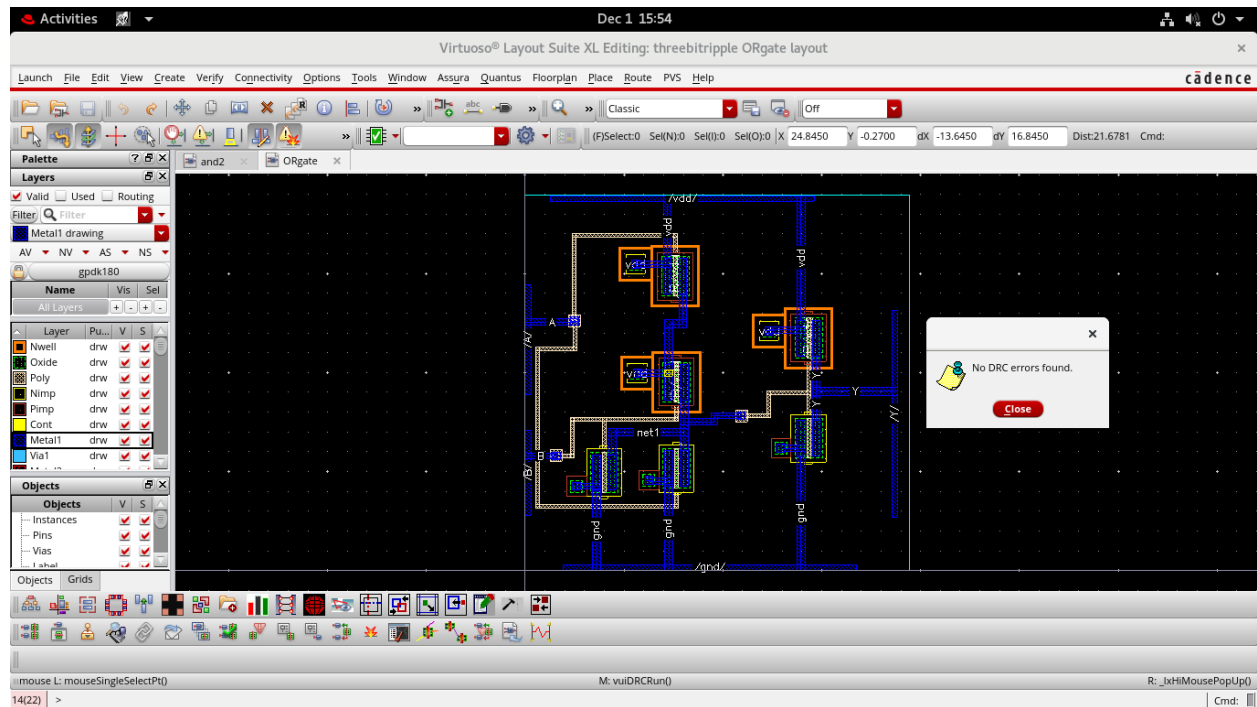 Activities
Dec 1 15:54
Virtuoso® Layout Suite XL Editing: threebitripple ORgate layout ×
Launch File Edit View Create Verify Connectivity Options Tools Window Assura Quantus Floorplan Place Route PVS Help
cādence
» abc » » Classic Off
» (F)Select:0 Sel(N):0 Sel(I):0 Sel(O):0 X 24.8450 Y -0.2700 dX -13.6450 dY 16.8450 Dist:21.6781 Cmd:
Palette ? ×
and2 × ORgate ×
Layers ×
Valid Used Routing
Filter Filter
Metal1 drawing
AV NV AS NS
gpdk180
Name Vis Sel
All Layers + - + -
Layer Pu... V S
Nwell drw
Oxide drw
Poly drw
Nimp drw
Pimp drw
Cont drw
Metal1 drw
Via1 drw
Objects ×
Objects V S
Instances
Pins
Vias
Label
Objects Grids
/vdd/
vdd
vdd
A
/A/
Y
Y
Y
/Y/
net1
B
/B/
gnd
gnd
gnd
/gnd/
×
No DRC errors found.
Close
mouse L: mouseSingleSelectPt() M: vuiDRCRun() R: _lxHiMousePopUp()
14(22) > Cmd: